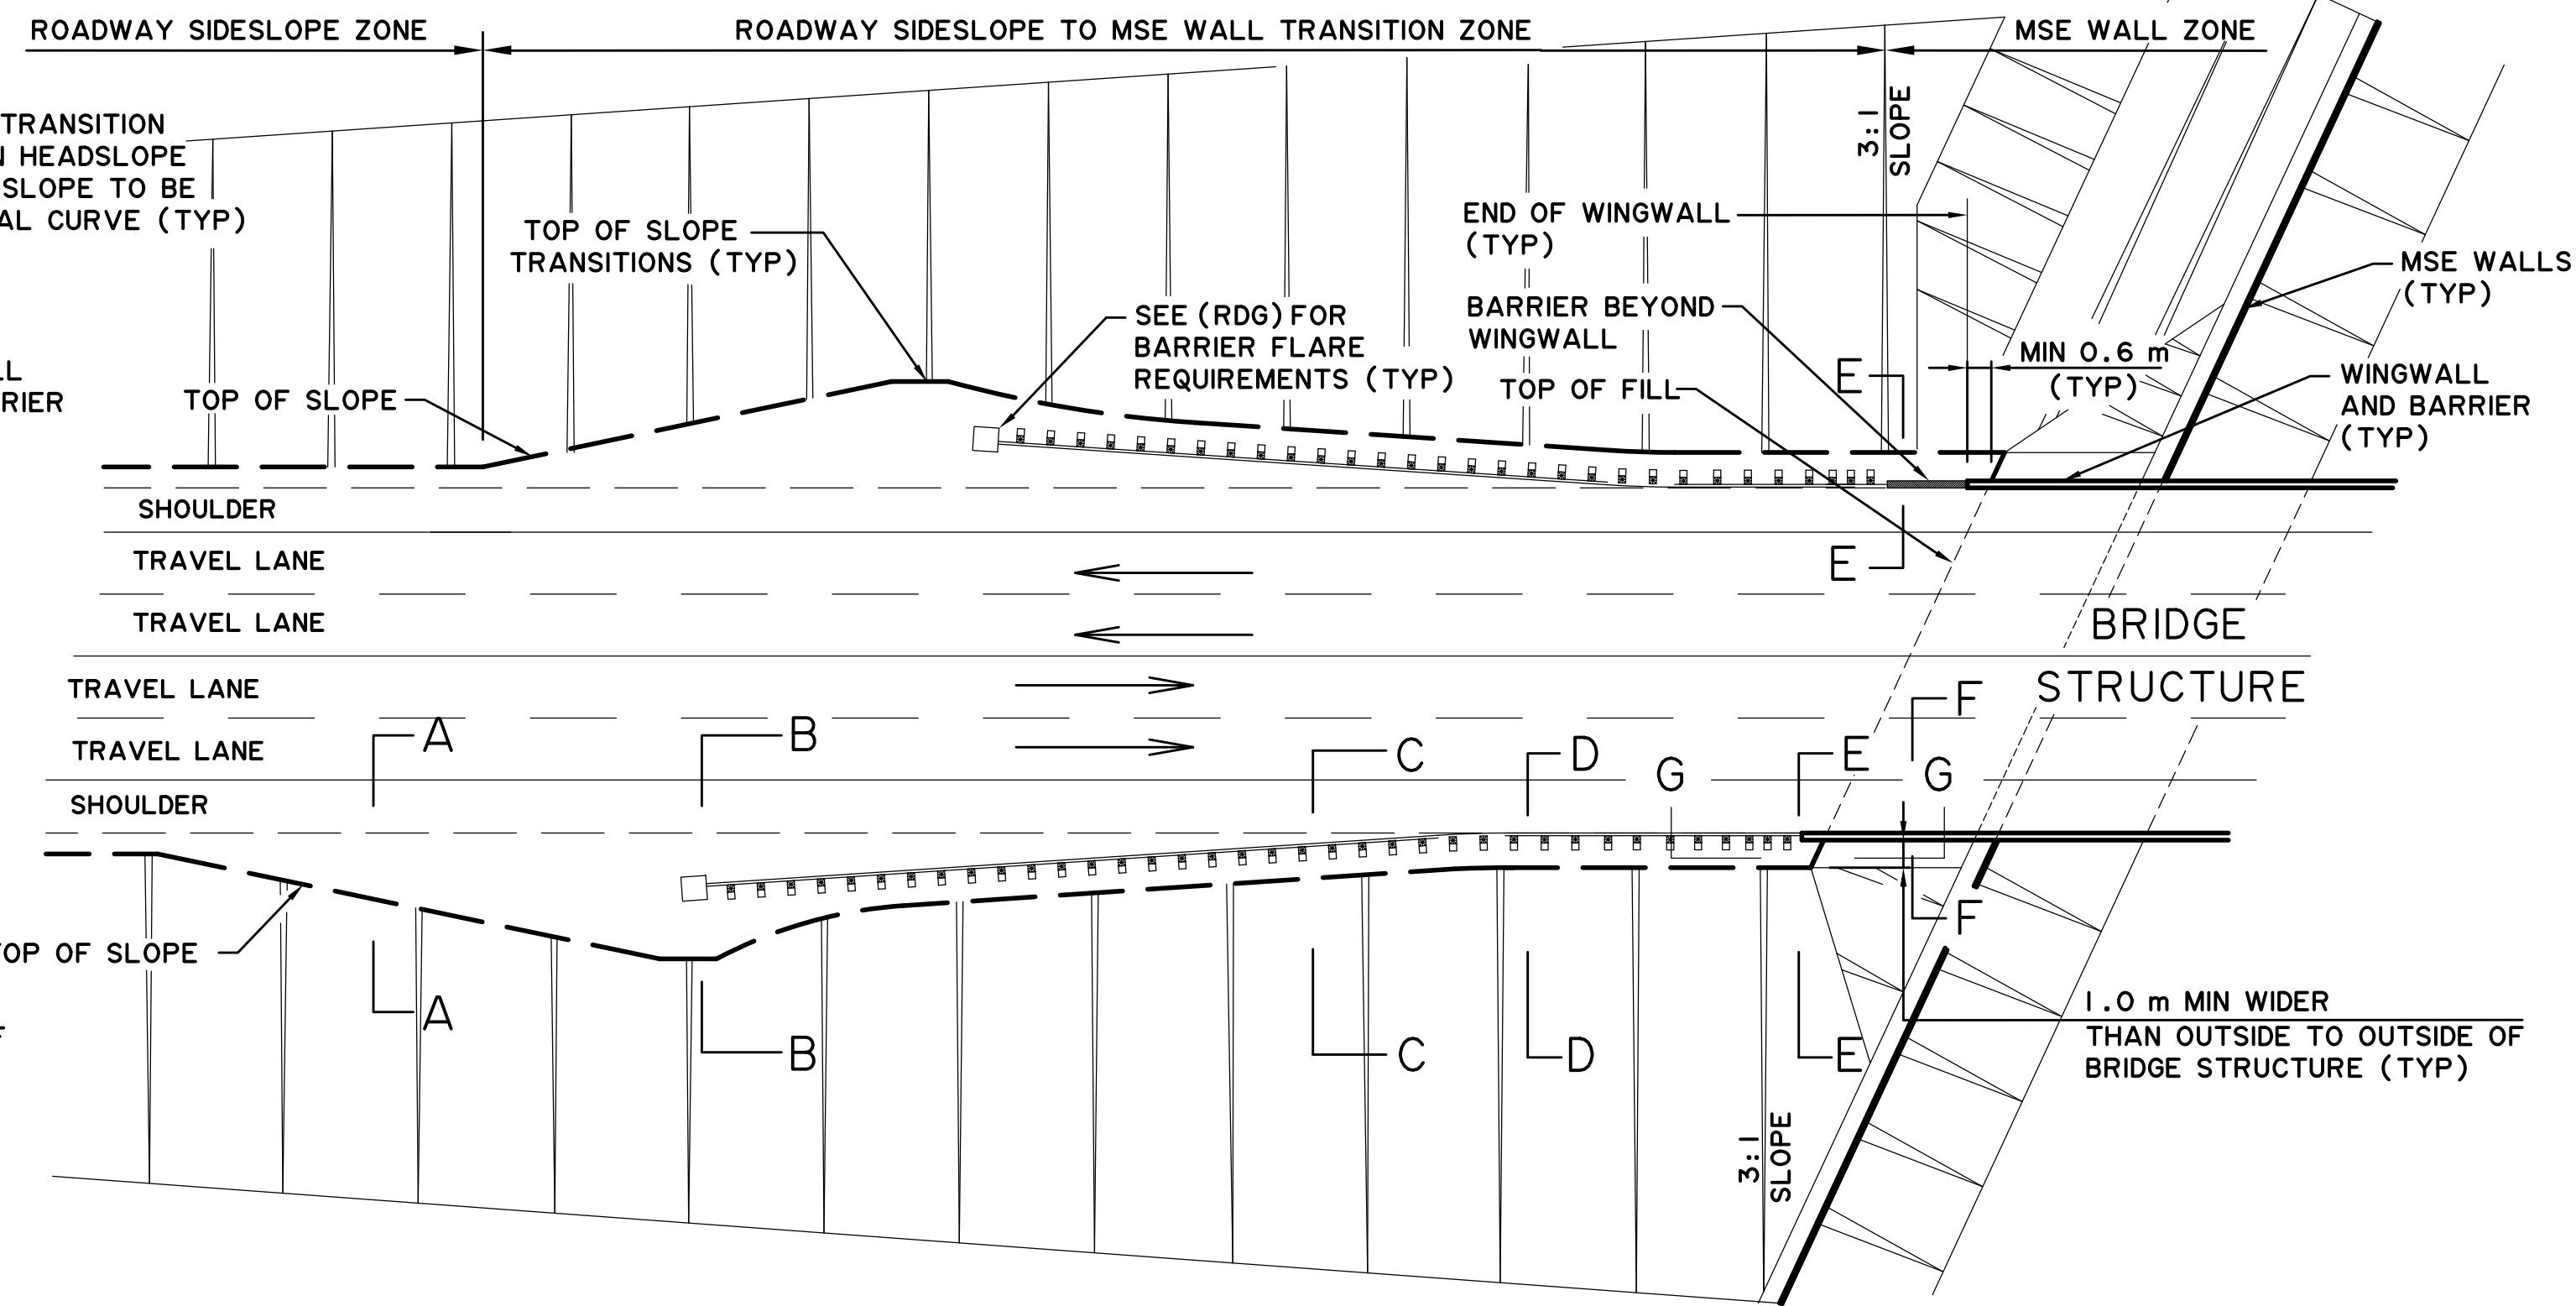 ROADWAY SIDESLOPE ZONE
ROADWAY SIDESLOPE TO MSE WALL TRANSITION ZONE
MSE WALL ZONE
TRANSITION
HEADSLOPE
SLOPE TO BE
CURVE (TYP)
3:1
SLOPE
TOP OF SLOPE
TRANSITIONS (TYP)
END OF WINGWALL
(TYP)
MSE WALLS
(TYP)
SEE (RDG) FOR
BARRIER FLARE
REQUIREMENTS (TYP)
BARRIER BEYOND
WINGWALL
TOP OF FILL
E
MIN 0.6 m
(TYP)
WINGWALL
AND BARRIER
(TYP)
TOP OF SLOPE
SHOULDER
TRAVEL LANE
E
TRAVEL LANE
BRIDGE
TRAVEL LANE
STRUCTURE
F
A
B
TRAVEL LANE
C
D
E
G
G
SHOULDER
F
OP OF SLOPE
A
B
C
D
E
3:1
SLOPE
1.0 m MIN WIDER
THAN OUTSIDE TO OUTSIDE OF
BRIDGE STRUCTURE (TYP)